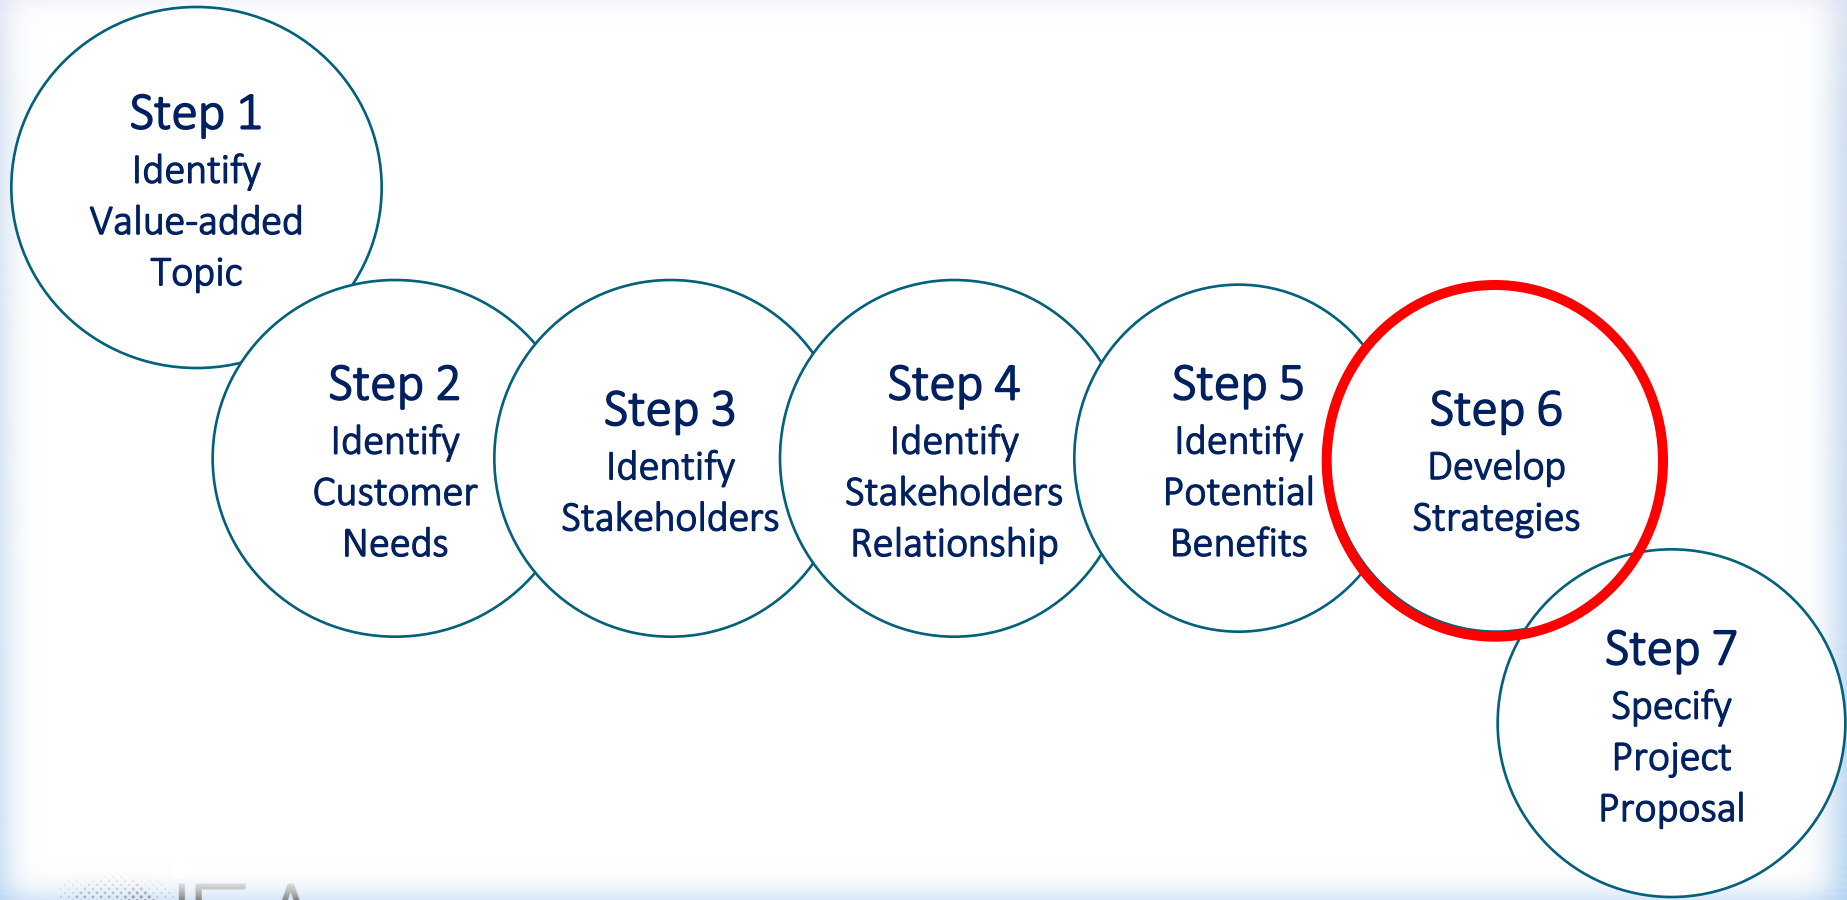 Step 1
Identify
Value-added
Topic
Step 2
Identify
Customer
Needs
Step 3
Identify
Stakeholders
Step 4
Identify
Stakeholders
Relationship
Step 5
Identify
Potential
Benefits
Step 6
Develop
Strategies
Step 7
Specify
Project
Proposal